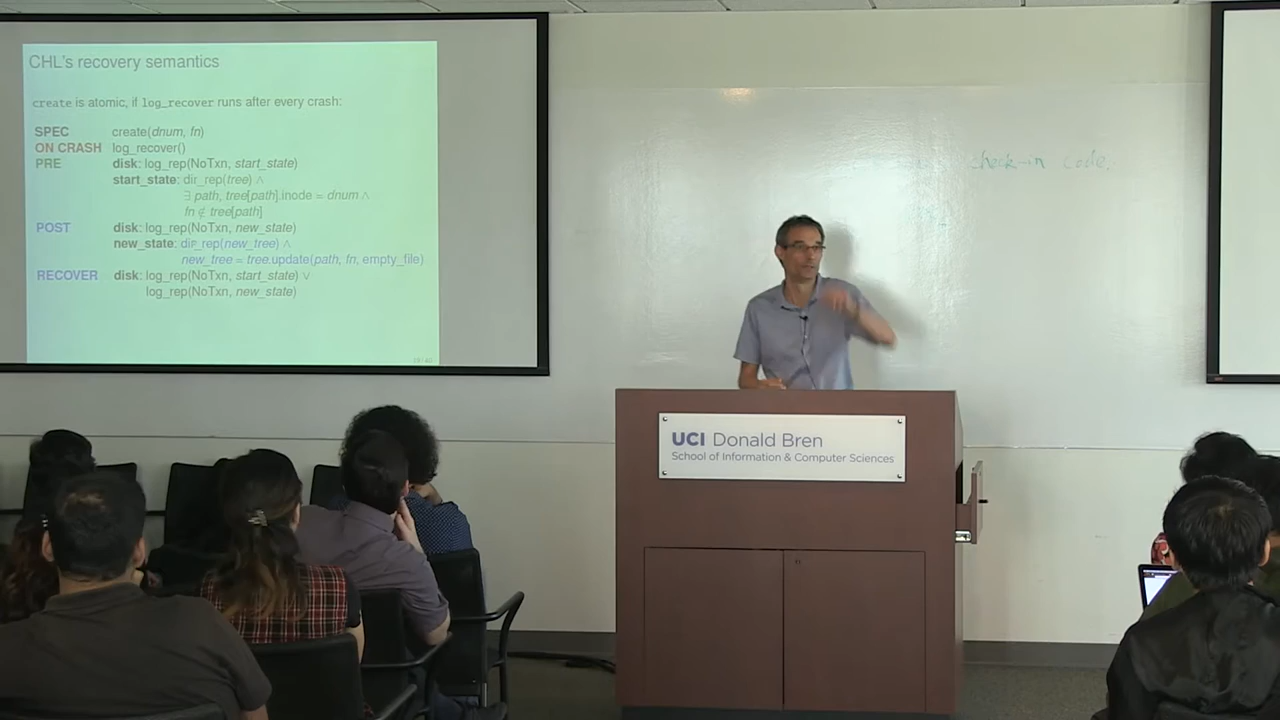 CHL's recovery semantics
create is atomic, if log_recover runs after every crash:
SPEC create(dnum, fn)
ON CRASH log_recover()
PRE disk: log_rep(NoTxn, start_state)
start_state: dir_rep(tree) ∧
∃ path, tree[path].inode = dnum ∧
fn ∉ tree[path]
POST disk: log_rep(NoTxn, new_state)
new_state: dir_rep(new_tree) ∧
new_tree = tree.update(path, fn, empty_file)
RECOVER disk: log_rep(NoTxn, start_state) ∨
log_rep(NoTxn, new_state)
check-in code.
UCI Donald Bren
School of Information & Computer Sciences